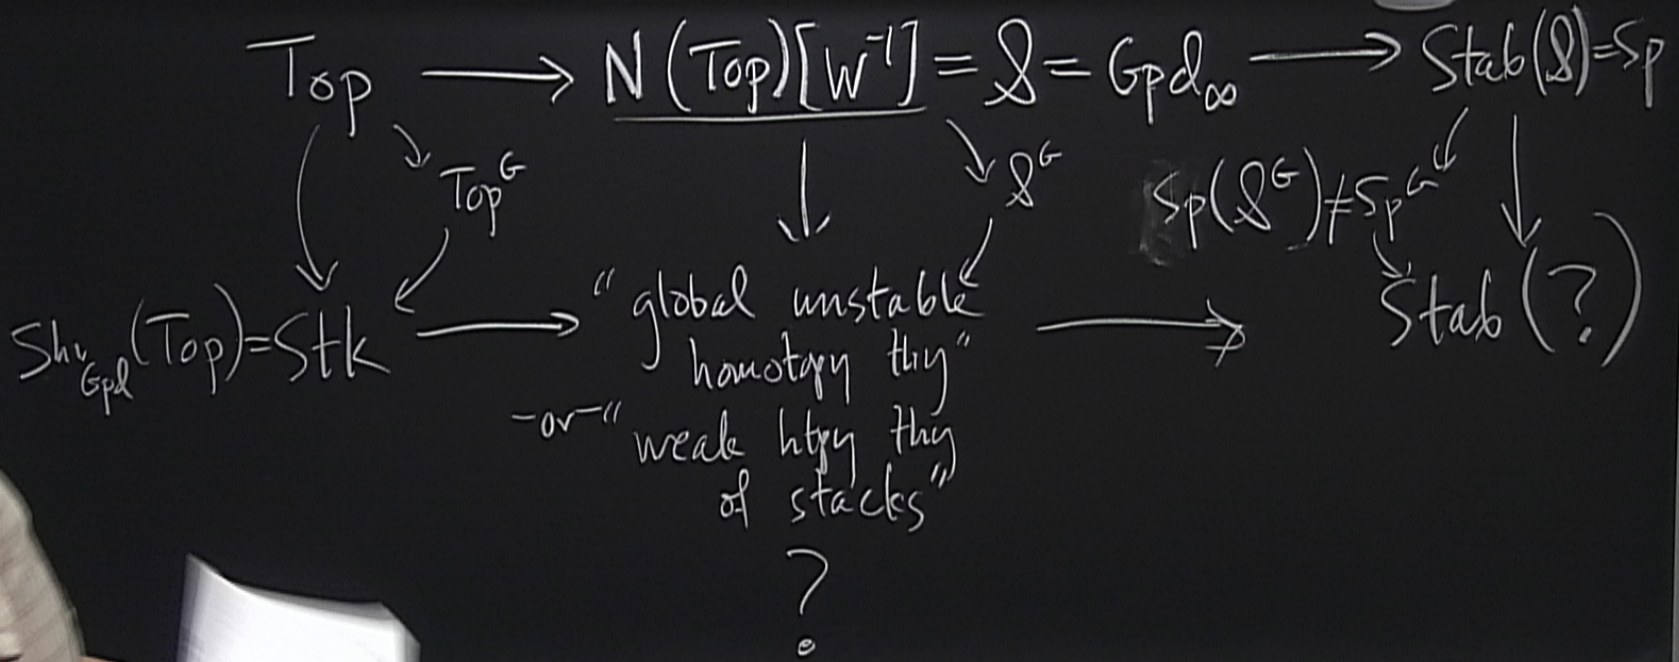 Top → N(Top)[W⁻¹] = 𝒮 = Gpd∞ → Stab(𝒮)=Sp
Top^G 𝒮^G Sp(𝒮^G)≠Sp^G
Shv_Gpd(Top)=Stk → "global unstable → Stab(?)
homotopy thy"
-or- "weak htpy thy
of stacks"
?